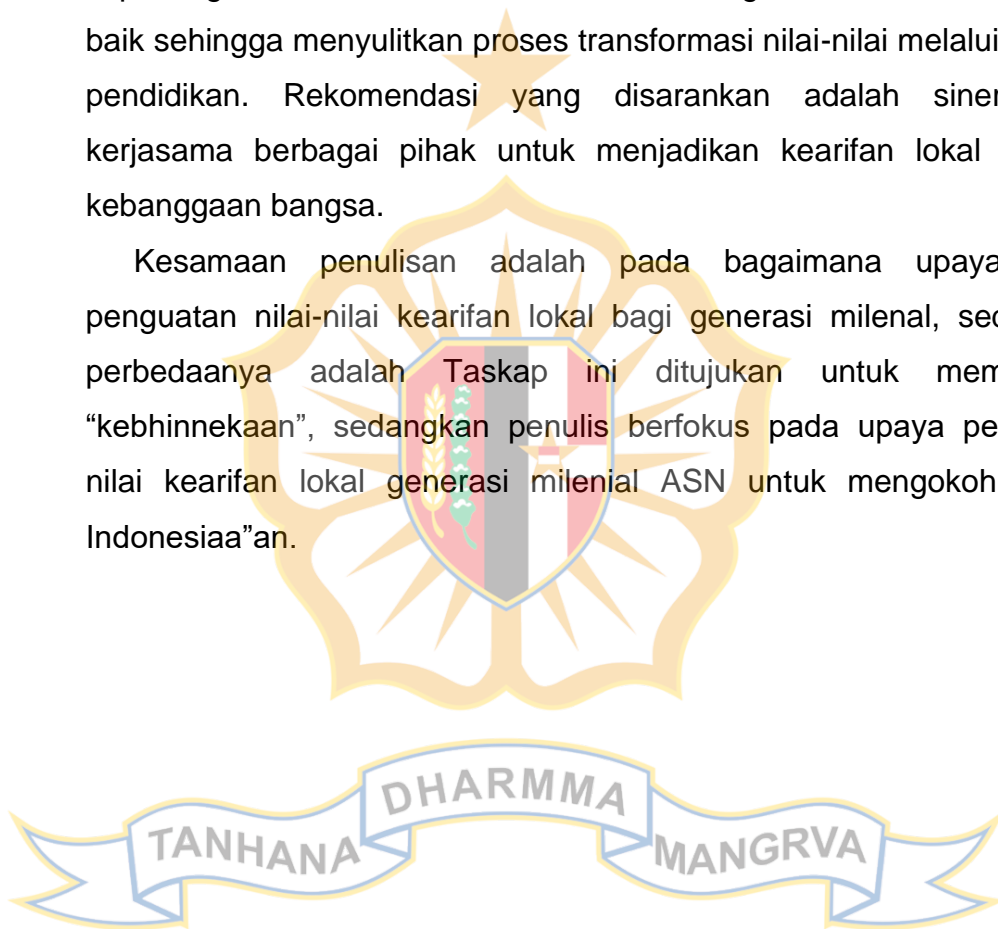 baik sehingga menyulitkan proses transformasi nilai-nilai melalui
pendidikan. Rekomendasi yang disarankan adalah siner
kerjasama berbagai pihak untuk menjadikan kearifan lokal
kebanggaan bangsa.
Kesamaan penulisan adalah pada bagaimana upaya
penguatan nilai-nilai kearifan lokal bagi generasi milenal, sed
perbedaanya adalah Taskap ini ditujukan untuk mem
“kebhinnekaan”, sedangkan penulis berfokus pada upaya pe
nilai kearifan lokal generasi milenial ASN untuk mengokoh
Indonesiaa”an.
TANHANA DHARMMA MANGRVA